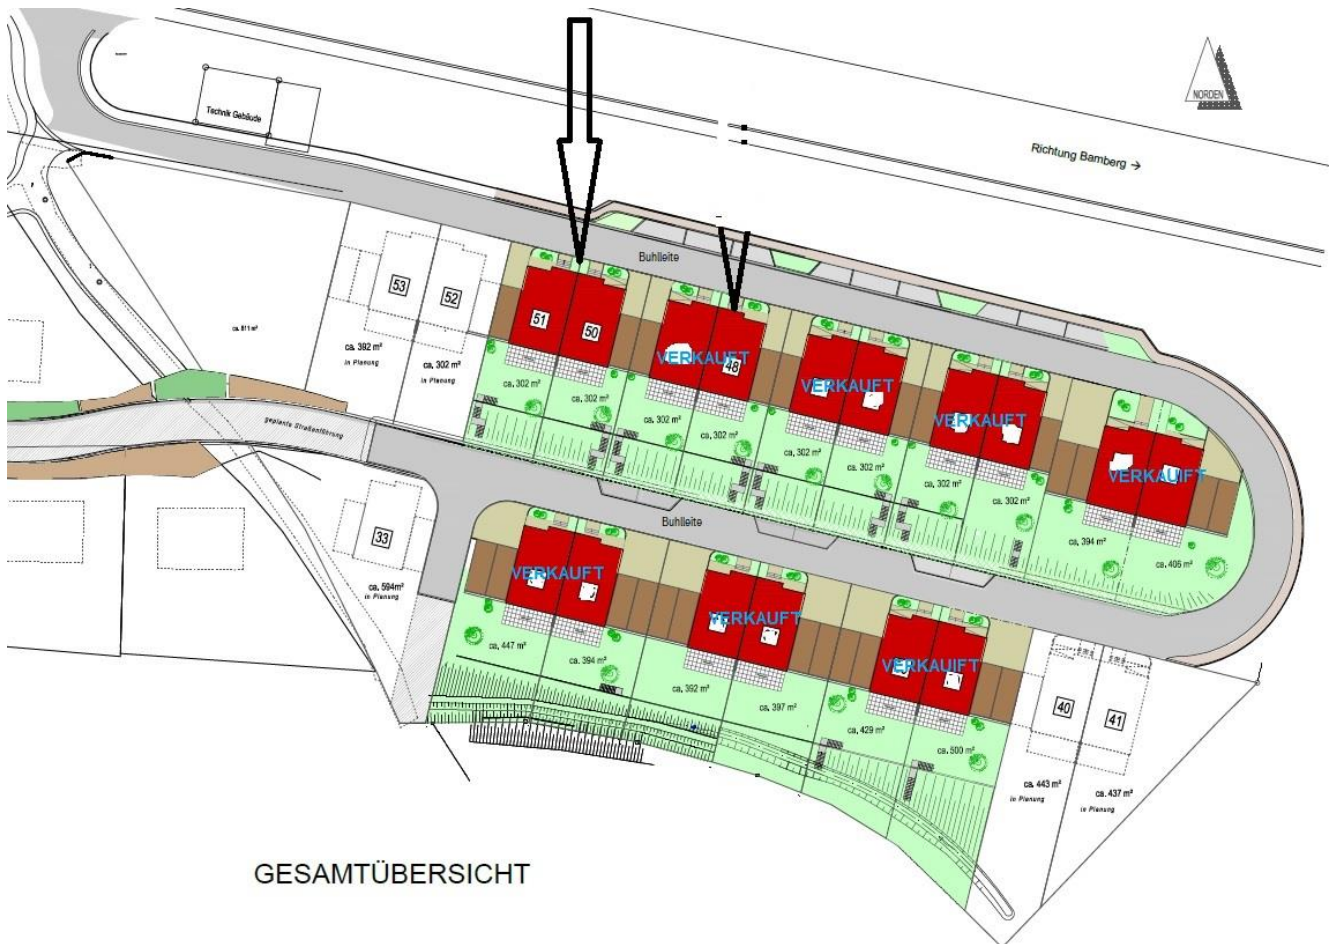 NORDEN
Richtung Bamberg →
Technik Gebäude
Buhlleite
53
52
51
50
48
VERKAUFT
VERKAUFT
VERKAUFT
VERKAUFT
ca. 811 m²
ca. 392 m²
in Planung
ca. 302 m²
in Planung
ca. 302 m²
ca. 302 m²
ca. 302 m²
ca. 302 m²
ca. 302 m²
ca. 302 m²
ca. 302 m²
ca. 302 m²
ca. 394 m²
ca. 406 m²
geplante Straßenführung
Buhlleite
33
ca. 594m²
in Planung
VERKAUFT
VERKAUFT
VERKAUIFT
ca. 447 m²
ca. 394 m²
ca. 392 m²
ca. 397 m²
ca. 429 m²
ca. 500 m²
40
41
ca. 443 m²
in Planung
ca. 437 m²
in Planung
GESAMTÜBERSICHT